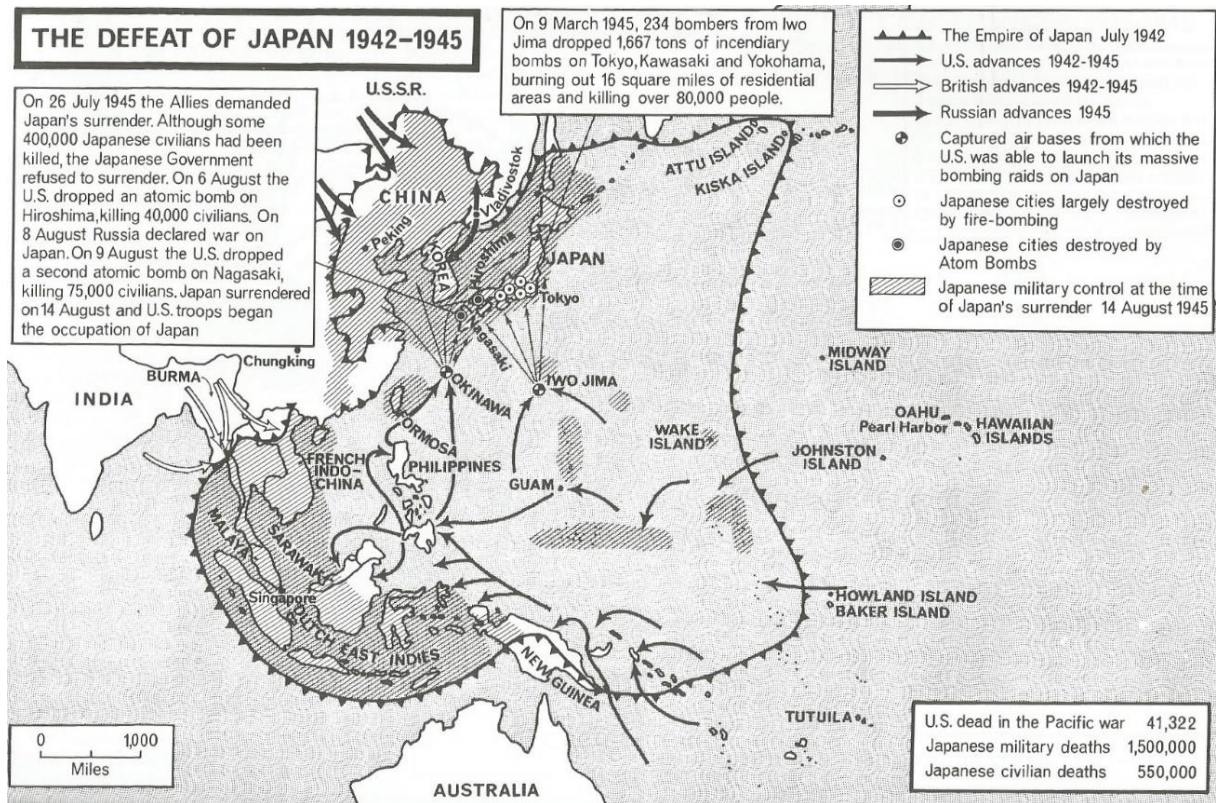 THE DEFEAT OF JAPAN 1942–1945
On 9 March 1945, 234 bombers from Iwo
Jima dropped 1,667 tons of incendiary
bombs on Tokyo, Kawasaki and Yokohama,
burning out 16 square miles of residential
areas and killing over 80,000 people.
The Empire of Japan July 1942
U.S. advances 1942-1945
British advances 1942-1945
Russian advances 1945
Captured air bases from which the
U.S. was able to launch its massive
bombing raids on Japan
Japanese cities largely destroyed
by fire-bombing
Japanese cities destroyed by
Atom Bombs
Japanese military control at the time
of Japan's surrender 14 August 1945
On 26 July 1945 the Allies demanded
Japan's surrender. Although some
400,000 Japanese civilians had been
killed, the Japanese Government
refused to surrender. On 6 August the
U.S. dropped an atomic bomb on
Hiroshima, killing 40,000 civilians. On
8 August Russia declared war on
Japan. On 9 August the U.S. dropped
a second atomic bomb on Nagasaki,
killing 75,000 civilians. Japan surrendered
on 14 August and U.S. troops began
the occupation of Japan
U.S.S.R.
CHINA
Vladivostok
Peking
KOREA
Hiroshima
JAPAN
Tokyo
Nagasaki
ATTU ISLAND
KISKA ISLAND
Chungking
BURMA
INDIA
OKINAWA
IWO JIMA
MIDWAY
ISLAND
OAHU
Pearl Harbor
HAWAIIAN
ISLANDS
WAKE
ISLAND
JOHNSTON
ISLAND
FORMOSA
FRENCH
INDO-
CHINA
PHILIPPINES
GUAM
MALAYA
SARAWAK
Singapore
DUTCH
EAST INDIES
NEW GUINEA
HOWLAND ISLAND
BAKER ISLAND
TUTUILA
AUSTRALIA
0 1,000
Miles
U.S. dead in the Pacific war 41,322
Japanese military deaths 1,500,000
Japanese civilian deaths 550,000